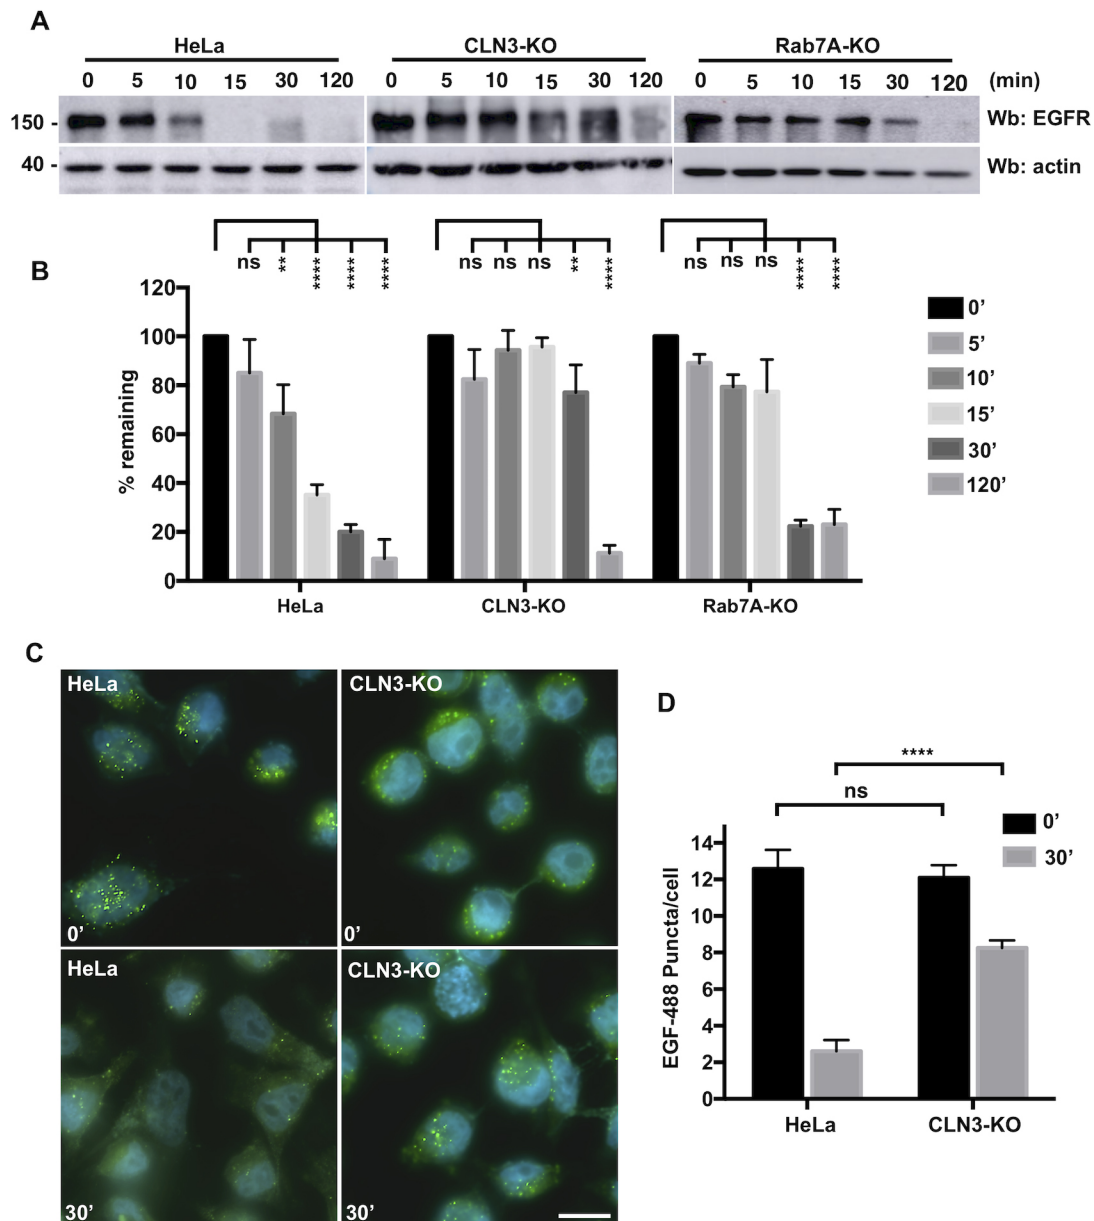 A
HeLa CLN3-KO Rab7A-KO
0 5 10 15 30 120 0 5 10 15 30 120 0 5 10 15 30 120 (min)
150 - Wb: EGFR
40 - Wb: actin
ns ** **** **** **** ns ns ns ** **** ns ns ns **** ****
B
120
100
80
60
40
20
0
% remaining
HeLa CLN3-KO Rab7A-KO
0'
5'
10'
15'
30'
120'
C
HeLa CLN3-KO
0' 0'
HeLa CLN3-KO
30' 30'
D
****
ns
0'
30'
14
12
10
8
6
4
2
0
EGF-488 Puncta/cell
HeLa CLN3-KO